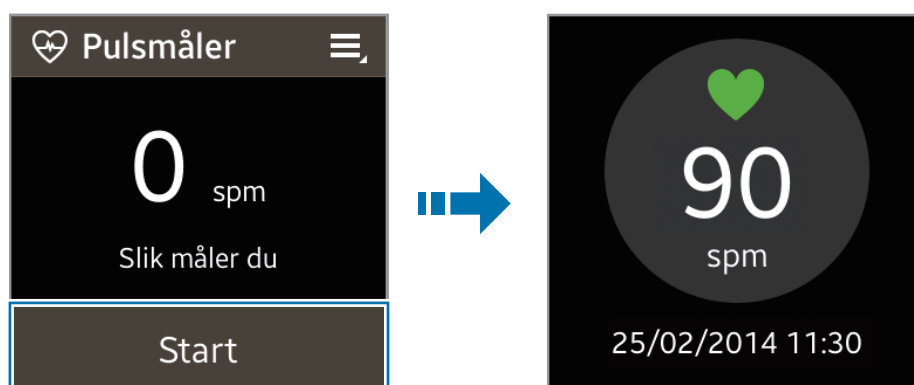 Pulsmåler
0 spm
Slik måler du
Start
90
spm
25/02/2014 11:30